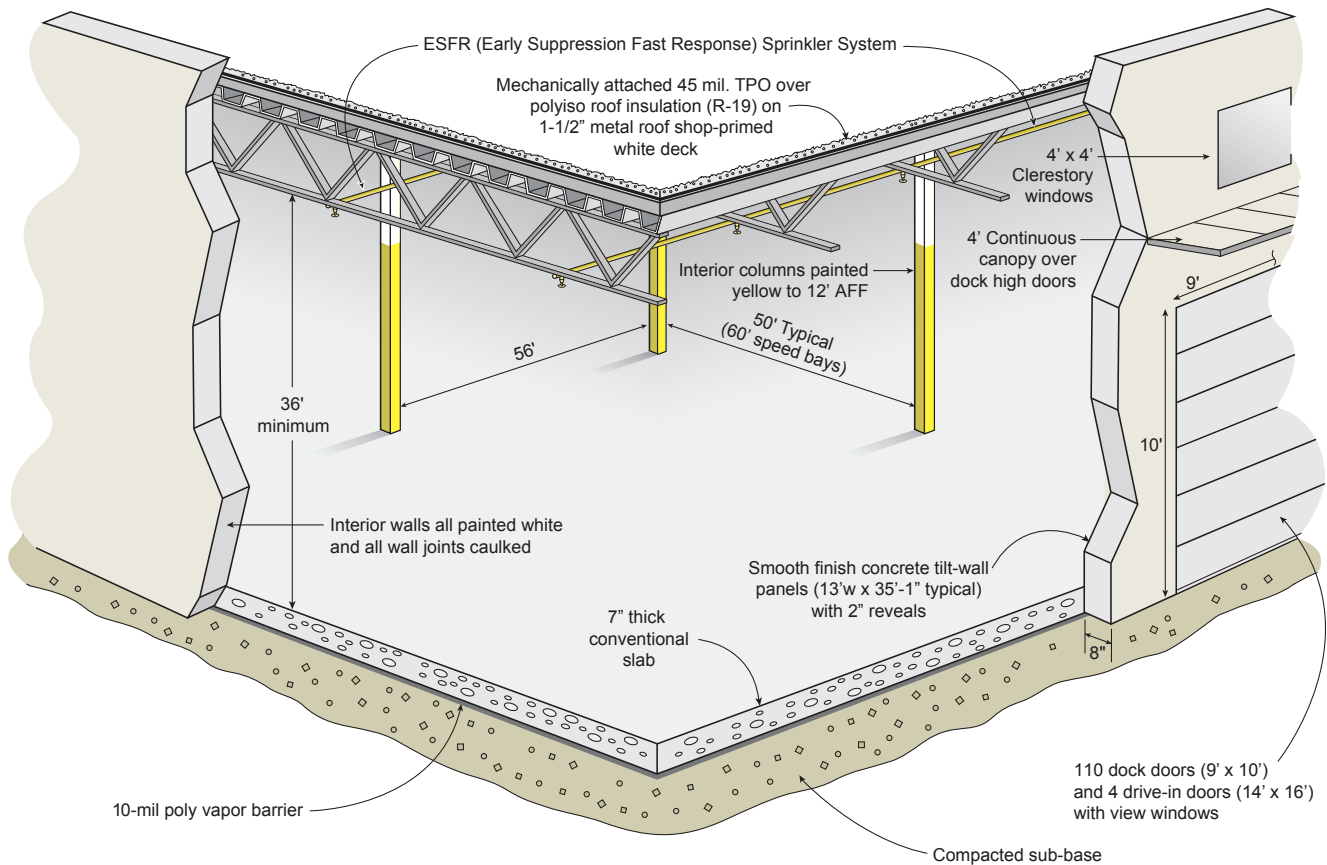 ESFR (Early Suppression Fast Response) Sprinkler System
Mechanically attached 45 mil. TPO over
polyiso roof insulation (R-19) on
1-1/2” metal roof shop-primed
white deck
4’ x 4’
Clerestory
windows
4’ Continuous
canopy over
dock high doors
9'
Interior columns painted
yellow to 12’ AFF
56'
50' Typical
(60’ speed bays)
36'
minimum
10'
Interior walls all painted white
and all wall joints caulked
Smooth finish concrete tilt-wall
panels (13’w x 35’-1” typical)
with 2” reveals
7” thick
conventional
slab
8"
10-mil poly vapor barrier
110 dock doors (9’ x 10’)
and 4 drive-in doors (14’ x 16’)
with view windows
Compacted sub-base